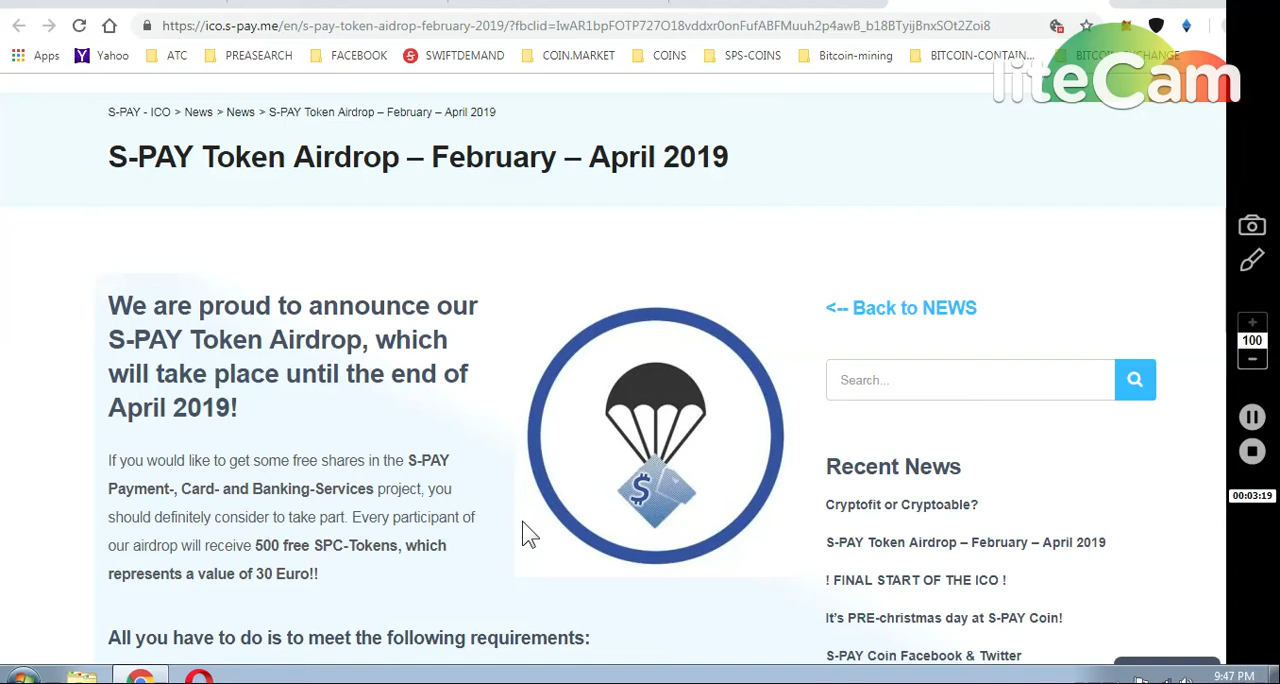 https://ico.s-pay.me/en/s-pay-token-airdrop-february-2019/?fbclid=IwAR1bpFOTP727O18vddxr0onFufABFMuuh2p4awB_b18BTyijBnxSOt2Zoi8
Apps Yahoo ATC PREASEARCH FACEBOOK SWIFTDEMAND COIN.MARKET COINS SPS-COINS Bitcoin-mining BITCOIN-CONTAIN... BITCOIN-EXCHANGE
liteCam
S-PAY - ICO > News > News > S-PAY Token Airdrop – February – April 2019
S-PAY Token Airdrop – February – April 2019
We are proud to announce our
S-PAY Token Airdrop, which
will take place until the end of
April 2019!
If you would like to get some free shares in the S-PAY
Payment-, Card- and Banking-Services project, you
should definitely consider to take part. Every participant of
our airdrop will receive 500 free SPC-Tokens, which
represents a value of 30 Euro!!
All you have to do is to meet the following requirements:
$
<-- Back to NEWS
Search...
Recent News
Cryptofit or Cryptoable?
S-PAY Token Airdrop – February – April 2019
! FINAL START OF THE ICO !
It's PRE-christmas day at S-PAY Coin!
S-PAY Coin Facebook & Twitter
100
00:03:19
9:47 PM